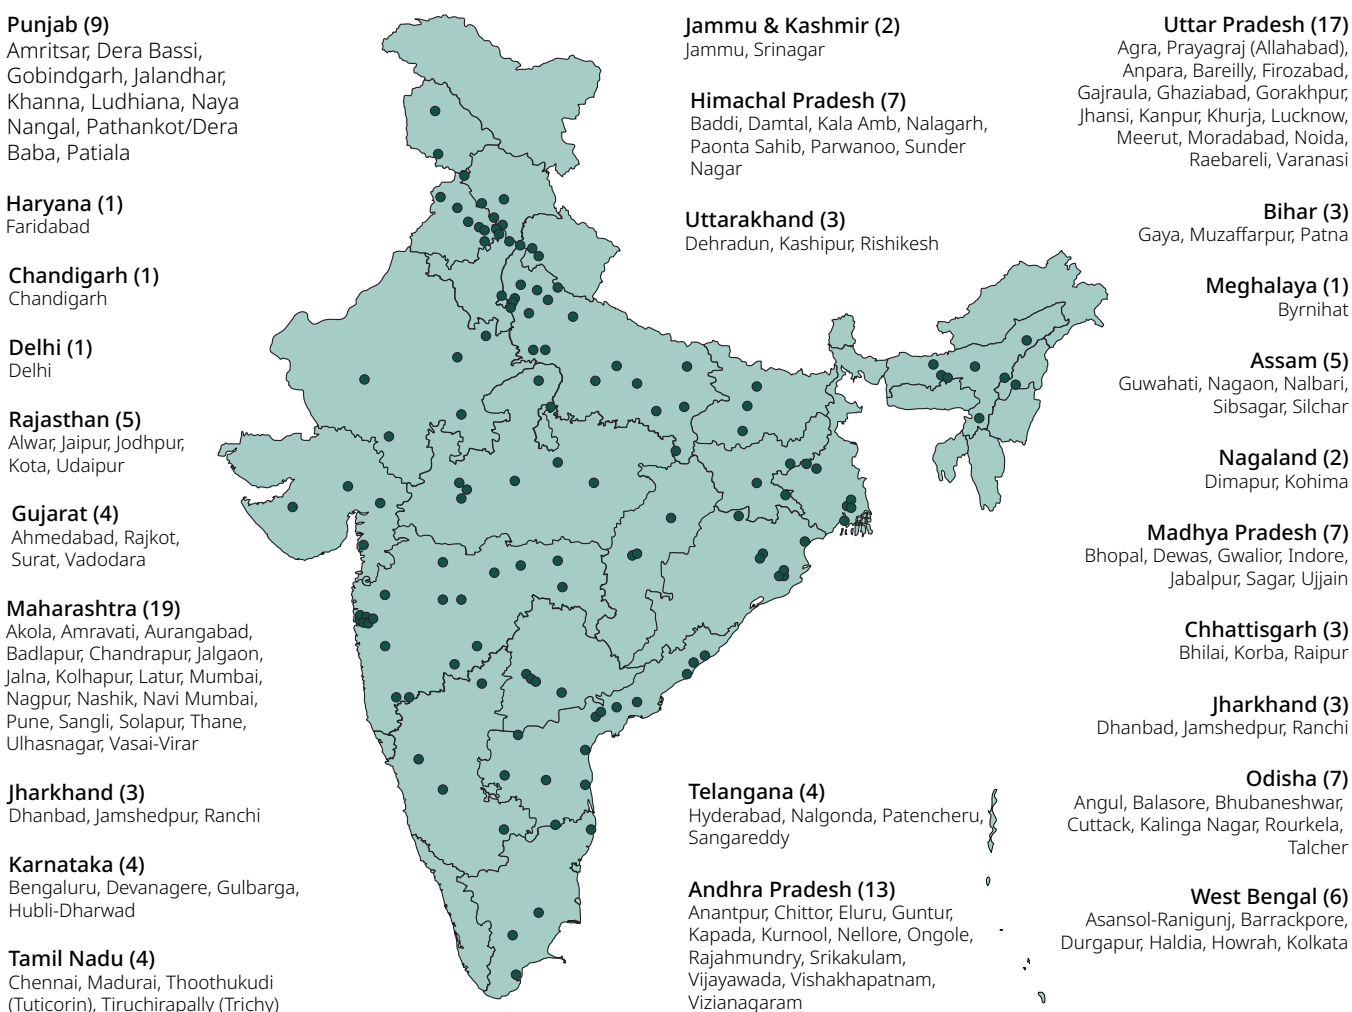 Punjab (9)
Amritsar, Dera Bassi,
Gobindgarh, Jalandhar,
Khanna, Ludhiana, Naya
Nangal, Pathankot/Dera
Baba, Patiala
Haryana (1)
Faridabad
Chandigarh (1)
Chandigarh
Delhi (1)
Delhi
Rajasthan (5)
Alwar, Jaipur, Jodhpur,
Kota, Udaipur
Gujarat (4)
Ahmedabad, Rajkot,
Surat, Vadodara
Maharashtra (19)
Akola, Amravati, Aurangabad,
Badlapur, Chandrapur, Jalgaon,
Jalna, Kolhapur, Latur, Mumbai,
Nagpur, Nashik, Navi Mumbai,
Pune, Sangli, Solapur, Thane,
Ulhasnagar, Vasai-Virar
Jharkhand (3)
Dhanbad, Jamshedpur, Ranchi
Karnataka (4)
Bengaluru, Devanagere, Gulbarga,
Hubli-Dharwad
Tamil Nadu (4)
Chennai, Madurai, Thoothukudi
(Tuticorin), Tiruchirapally (Trichy)
Jammu & Kashmir (2)
Jammu, Srinagar
Himachal Pradesh (7)
Baddi, Damtal, Kala Amb, Nalagarh,
Paonta Sahib, Parwanoo, Sunder
Nagar
Uttarakhand (3)
Dehradun, Kashipur, Rishikesh
Telangana (4)
Hyderabad, Nalgonda, Patencheru,
Sangareddy
Andhra Pradesh (13)
Anantpur, Chittor, Eluru, Guntur,
Kapada, Kurnool, Nellore, Ongole,
Rajahmundry, Srikakulam,
Vijayawada, Vishakhapatnam,
Vizianagaram
Uttar Pradesh (17)
Agra, Prayagraj (Allahabad),
Anpara, Bareilly, Firozabad,
Gajraula, Ghaziabad, Gorakhpur,
Jhansi, Kanpur, Khurja, Lucknow,
Meerut, Moradabad, Noida,
Raebareli, Varanasi
Bihar (3)
Gaya, Muzaffarpur, Patna
Meghalaya (1)
Byrnihat
Assam (5)
Guwahati, Nagaon, Nalbari,
Sibsagar, Silchar
Nagaland (2)
Dimapur, Kohima
Madhya Pradesh (7)
Bhopal, Dewas, Gwalior, Indore,
Jabalpur, Sagar, Ujjain
Chhattisgarh (3)
Bhilai, Korba, Raipur
Jharkhand (3)
Dhanbad, Jamshedpur, Ranchi
Odisha (7)
Angul, Balasore, Bhubaneshwar,
Cuttack, Kalinga Nagar, Rourkela,
Talcher
West Bengal (6)
Asansol-Ranigunj, Barrackpore,
Durgapur, Haldia, Howrah, Kolkata